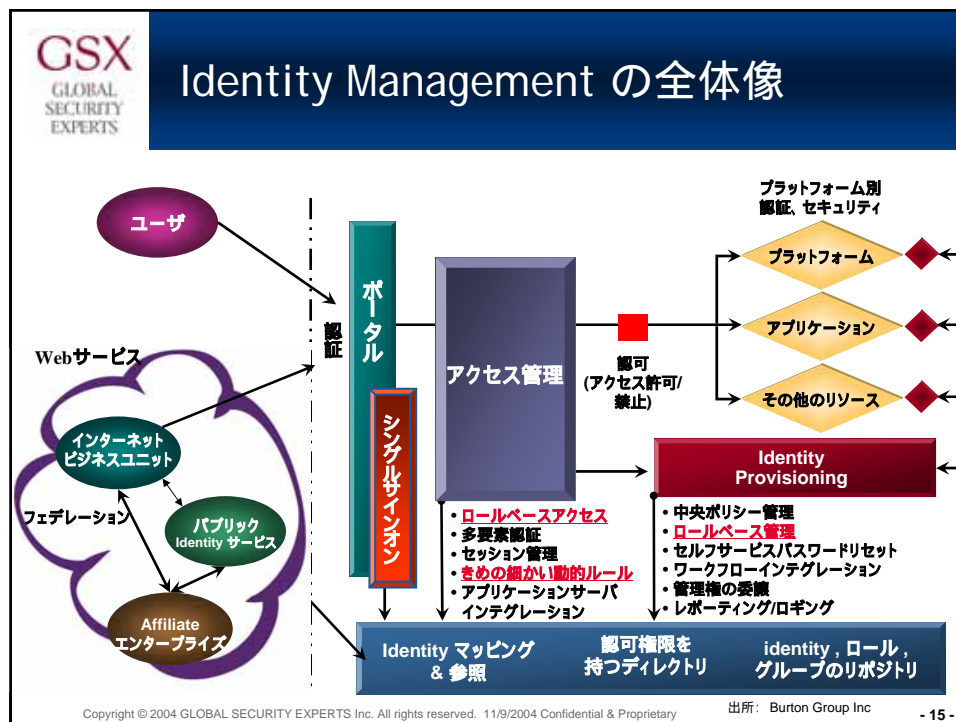 GSX
GLOBAL
SECURITY
EXPERTS
Identity Management の全体像
ユーザ
Webサービス
インターネット
ビジネスユニット
フェデレーション
パブリック
Identity サービス
Affiliate
エンタープライズ
認証
ポータル
シングルサインオン
アクセス管理
・ロールベースアクセス
・多要素認証
・セッション管理
・きめの細かい動的ルール
・アプリケーションサーバ
インテグレーション
認可
(アクセス許可/
禁止)
プラットフォーム別
認証、セキュリティ
プラットフォーム
アプリケーション
その他のリソース
Identity
Provisioning
・中央ポリシー管理
・ロールベース管理
・セルフサービスパスワードリセット
・ワークフローインテグレーション
・管理権の委譲
・レポーティング/ロギング
Identity マッピング
& 参照
認可権限を
持つディレクトリ
identity , ロール ,
グループのリポジトリ
Copyright © 2004 GLOBAL SECURITY EXPERTS Inc. All rights reserved. 11/9/2004 Confidential & Proprietary
出所: Burton Group Inc
- 15 -